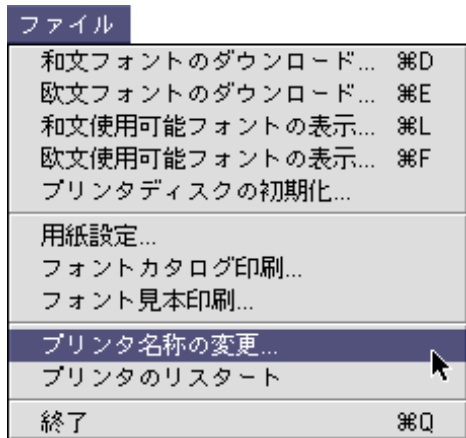 ファイル
和文フォントのダウンロード... ⌘D
欧文フォントのダウンロード... ⌘E
和文使用可能フォントの表示... ⌘L
欧文使用可能フォントの表示... ⌘F
プリンタディスクの初期化...
用紙設定...
フォントカタログ印刷...
フォント見本印刷...
プリンタ名称の変更...
プリンタのリスタート
終了 ⌘Q